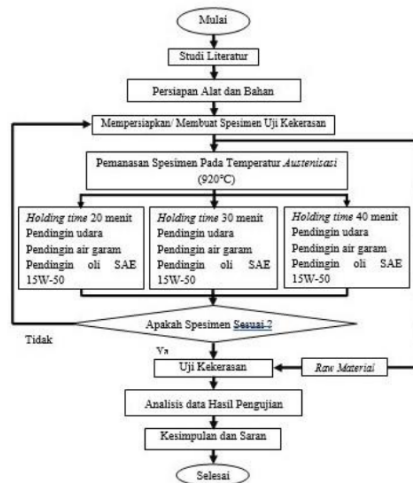 Mulai
Studi Literatur
Persiapan Alat dan Bahan
Mempersiapkan/ Membuat Spesimen Uji Kekerasan
Pemanasan Spesimen Pada Temperatur Austenisasi
(920°C)
Holding time 20 menit
Pendingin udara
Pendingin air garam
Pendingin oli SAE
15W-50
Holding time 30 menit
Pendingin udara
Pendingin air garam
Pendingin oli SAE
15W-50
Holding time 40 menit
Pendingin udara
Pendingin air garam
Pendingin oli SAE
15W-50
Apakah Spesimen Sesuai ?
Tidak
Ya
Uji Kekerasan
Raw Material
Analisis data Hasil Pengujian
Kesimpulan dan Saran
Selesai